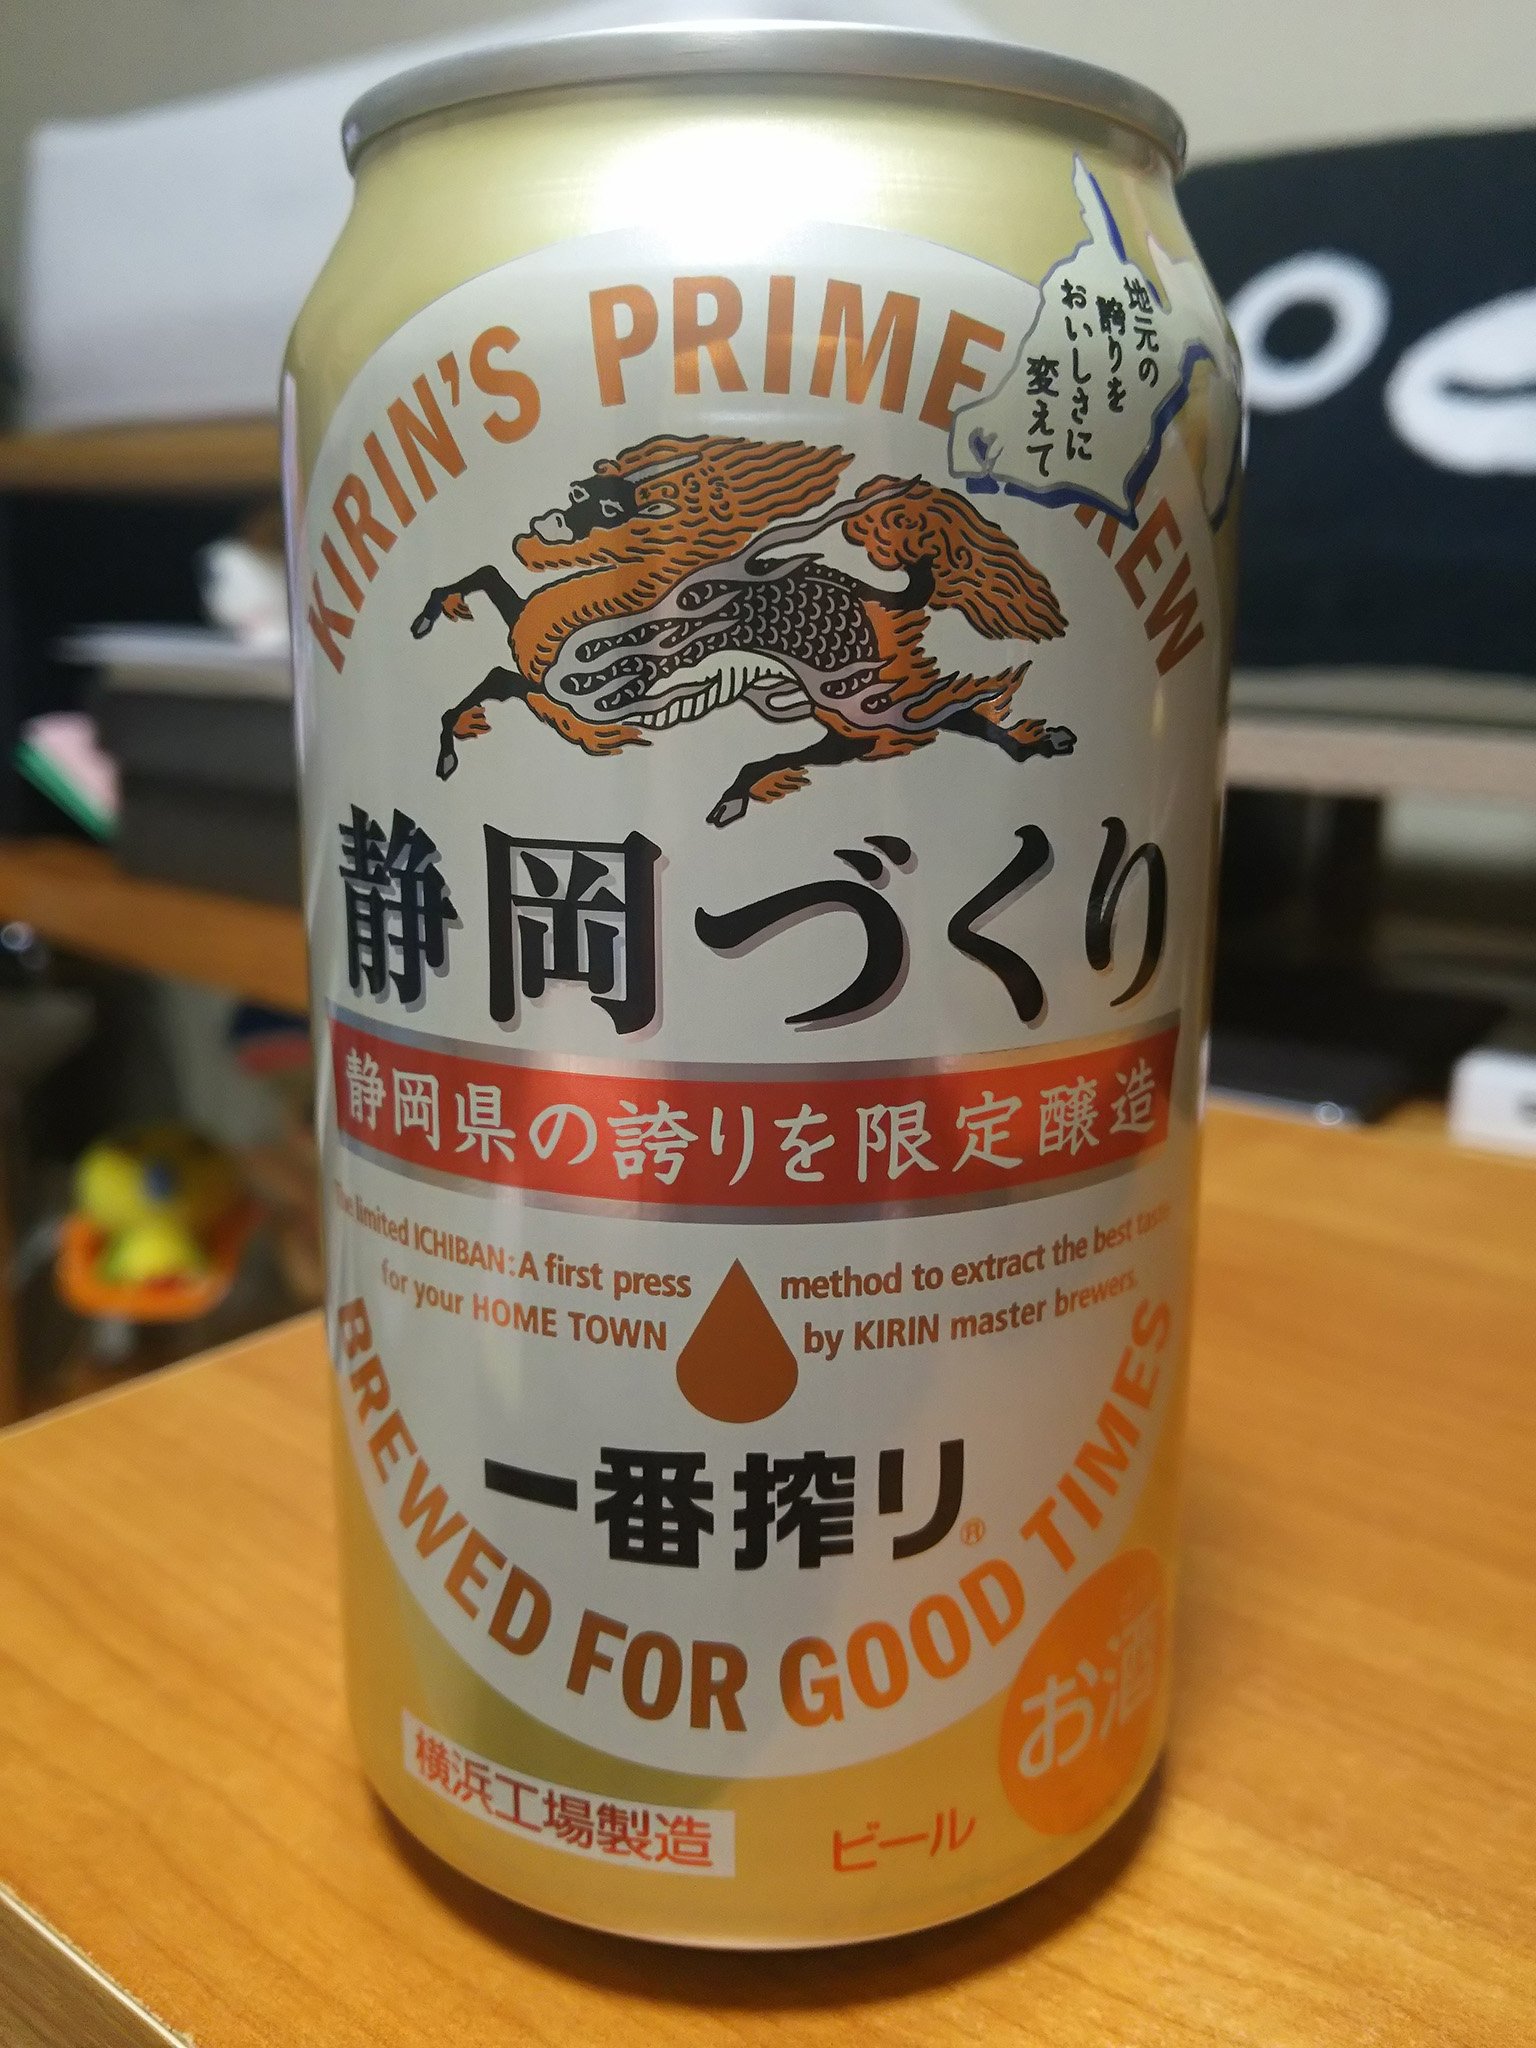 KIRIN'S PRIME BREW
地元の
誇りを
おいしさに
変えて
静岡づくり
静岡県の誇りを限定醸造
The limited ICHIBAN: A first press method to extract the best taste
for your HOME TOWN by KIRIN master brewers.
一番搾り®
BREWED FOR GOOD TIMES
お酒
横浜工場製造
ビール